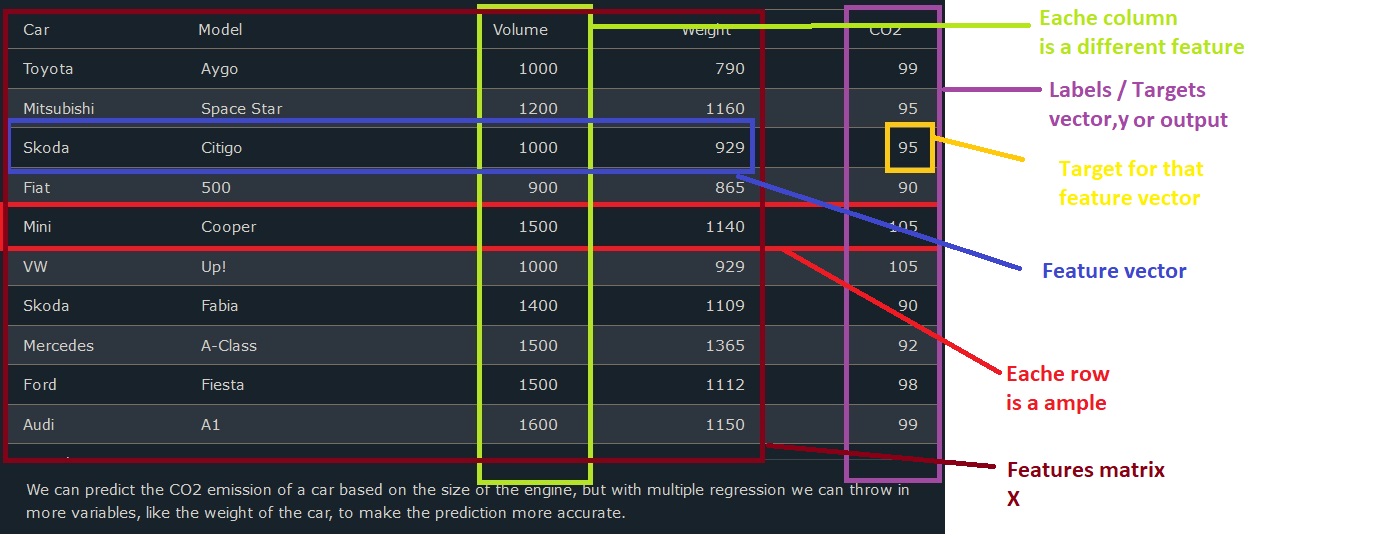 Car Model Volume Weight CO2
Toyota Aygo 1000 790 99
Mitsubishi Space Star 1200 1160 95
Skoda Citigo 1000 929 95
Fiat 500 900 865 90
Mini Cooper 1500 1140 105
VW Up! 1000 929 105
Skoda Fabia 1400 1109 90
Mercedes A-Class 1500 1365 92
Ford Fiesta 1500 1112 98
Audi A1 1600 1150 99
We can predict the CO2 emission of a car based on the size of the engine, but with multiple regression we can throw in
more variables, like the weight of the car, to make the prediction more accurate.
Eache column
is a different feature
Labels / Targets
vector,y or output
Target for that
feature vector
Feature vector
Eache row
is a ample
Features matrix
X